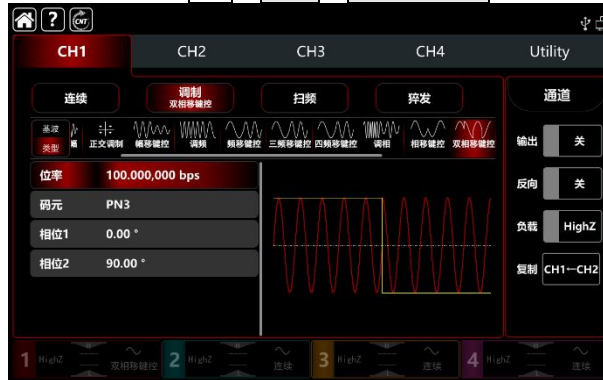 ? CNT
CH1 CH2 CH3 CH4 Utility
连续 调制 扫频 猝发 通道
双相移键控
基波
类型
正交调制 幅移键控 调频 频移键控 三频移键控 四频移键控 调相 相移键控 双相移键控
输出 关
位率 100.000,000 bps
反向 关
码元 PN3
相位1 0.00 °
负载 HighZ
相位2 90.00 °
复制 CH1←CH2
1 HighZ 双相移键控 2 HighZ 连续 3 HighZ 连续 4 HighZ 连续